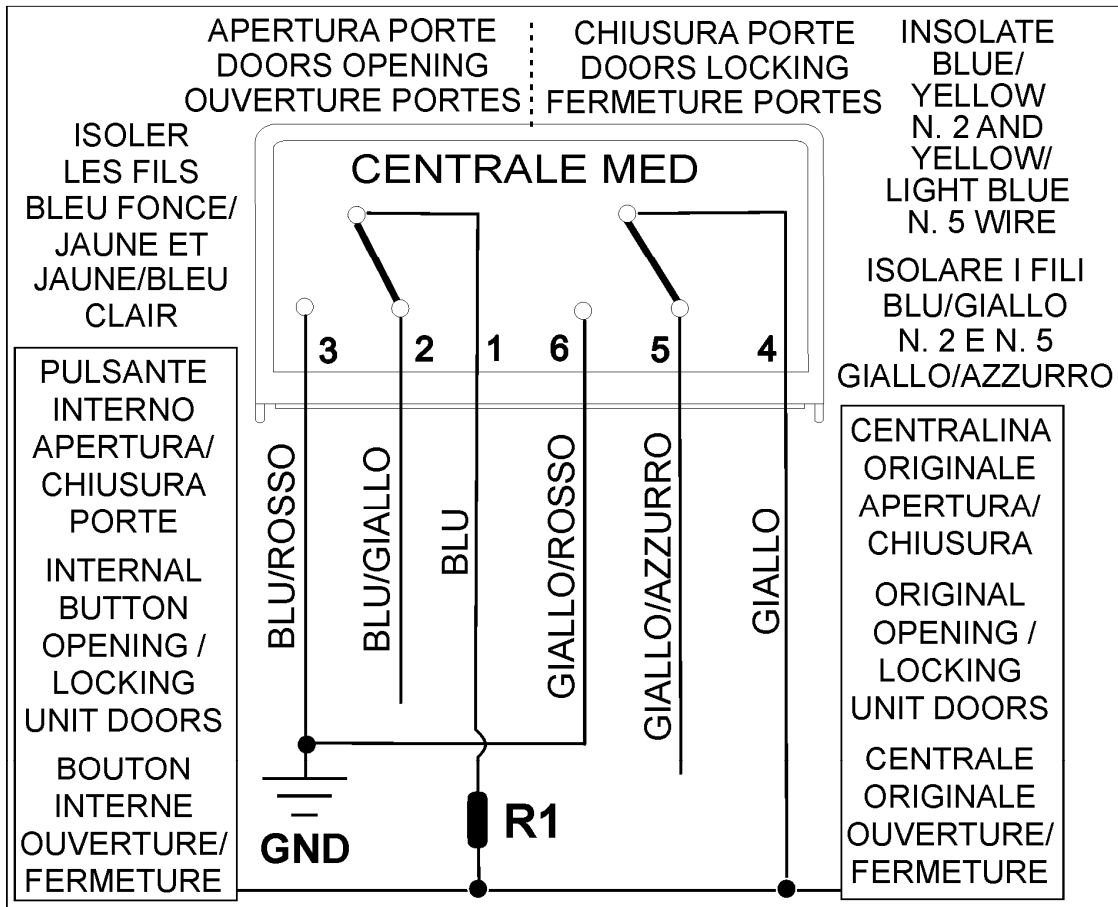 APERTURA PORTE
DOORS OPENING
OUVERTURE PORTES
CHIUSURA PORTE
DOORS LOCKING
FERMETURE PORTES
INSOLATE
BLUE/
YELLOW
N. 2 AND
YELLOW/
LIGHT BLUE
N. 5 WIRE
ISOLER
LES FILS
BLEU FONCE/
JAUNE ET
JAUNE/BLEU
CLAIR
CENTRALE MED
ISOLARE I FILI
BLU/GIALLO
N. 2 E N. 5
GIALLO/AZZURRO
3 2 1 6 5 4
PULSANTE
INTERNO
APERTURA/
CHIUSURA
PORTE
INTERNAL
BUTTON
OPENING /
LOCKING
UNIT DOORS
BOUTON
INTERNE
OUVERTURE/
FERMETURE
BLU/ROSSO
BLU/GIALLO
BLU
GIALLO/ROSSO
GIALLO/AZZURRO
GIALLO
GND
R1
CENTRALINA
ORIGINALE
APERTURA/
CHIUSURA
ORIGINAL
OPENING /
LOCKING
UNIT DOORS
CENTRALE
ORIGINALE
OUVERTURE/
FERMETURE